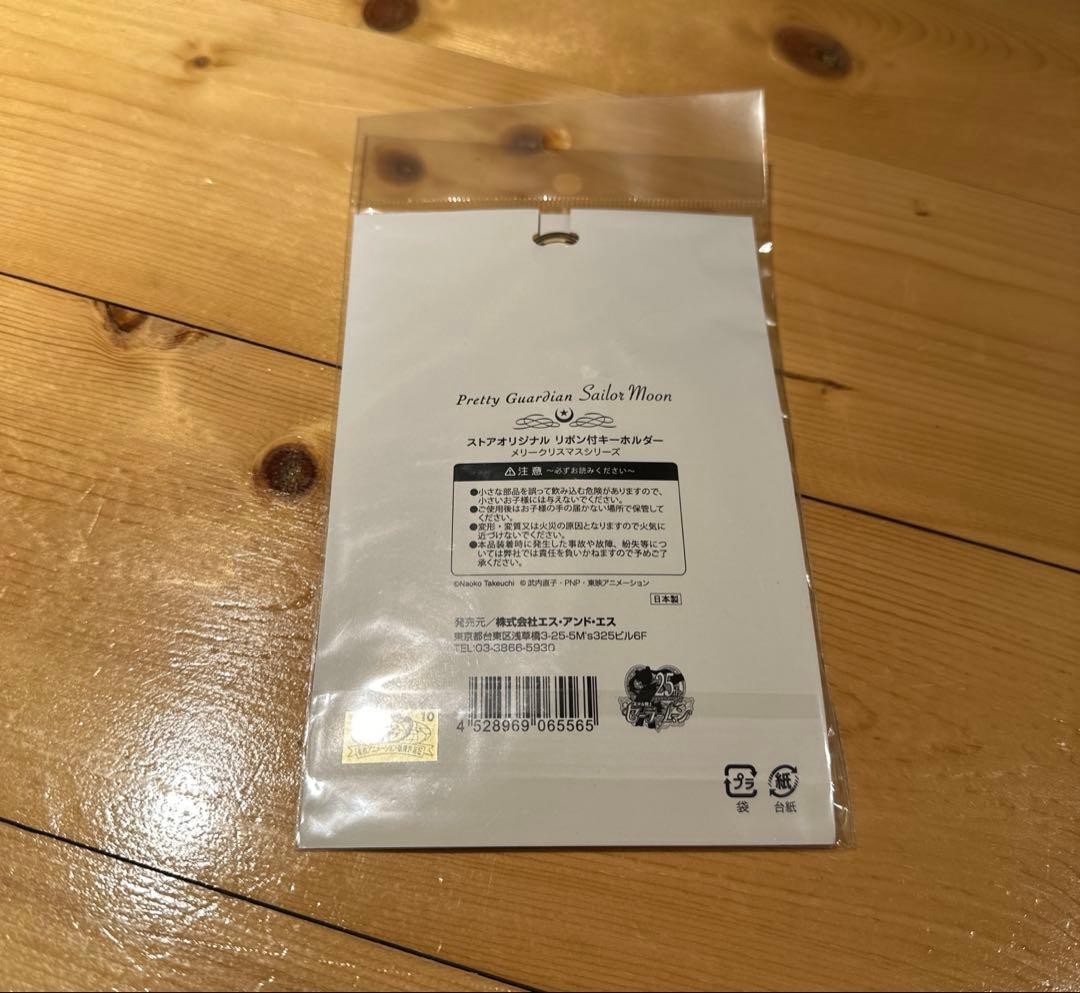 Pretty Guardian Sailor Moon
ストアオリジナル リボン付キーホルダー
メリークリスマスシリーズ
⚠注意 ～必ずお読みください～
●小さな部品を誤って飲み込む危険がありますので、
小さいお子様には与えないでください。
●ご使用後はお子様の手の届かない場所で保管して
ください。
●変形・変質又は火災の原因となりますので火気に
近づけないでください。
●本品装着時に発生した事故や故障、紛失等につ
いては弊社では責任を負いかねますので予めご了
承ください。
©Naoko Takeuchi © 武内直子・PNP・東映アニメーション
日本製
発売元／株式会社エス・アンド・エス
東京都台東区浅草橋3-25-5M's325ビル6F
TEL:03-3866-5930
4 528969 065565
25th
10
プラ
袋
紙
台紙